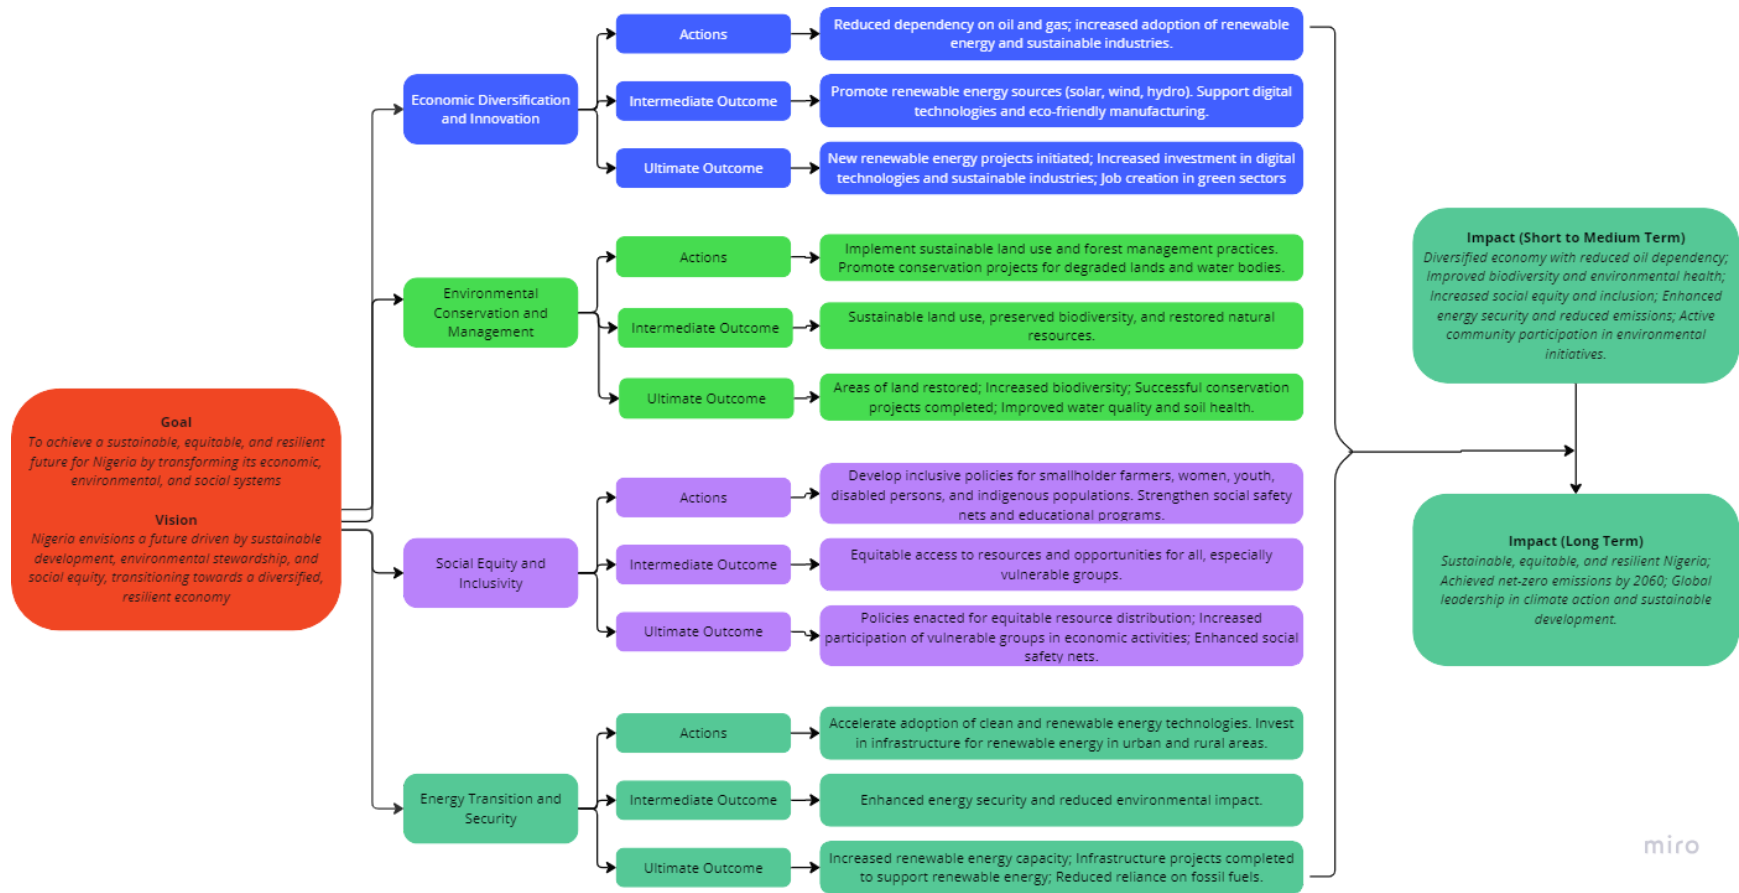 Goal
To achieve a sustainable, equitable, and resilient
future for Nigeria by transforming its economic,
environmental, and social systems
Vision
Nigeria envisions a future driven by sustainable
development, environmental stewardship, and
social equity, transitioning towards a diversified,
resilient economy
Economic Diversification
and Innovation
Actions
Reduced dependency on oil and gas; increased adoption of renewable
energy and sustainable industries.
Intermediate Outcome
Promote renewable energy sources (solar, wind, hydro). Support digital
technologies and eco-friendly manufacturing.
Ultimate Outcome
New renewable energy projects initiated; Increased investment in digital
technologies and sustainable industries; Job creation in green sectors
Environmental
Conservation and
Management
Actions
Implement sustainable land use and forest management practices.
Promote conservation projects for degraded lands and water bodies.
Intermediate Outcome
Sustainable land use, preserved biodiversity, and restored natural
resources.
Ultimate Outcome
Areas of land restored; Increased biodiversity; Successful conservation
projects completed; Improved water quality and soil health.
Social Equity and
Inclusivity
Actions
Develop inclusive policies for smallholder farmers, women, youth,
disabled persons, and indigenous populations. Strengthen social safety
nets and educational programs.
Intermediate Outcome
Equitable access to resources and opportunities for all, especially
vulnerable groups.
Ultimate Outcome
Policies enacted for equitable resource distribution; Increased
participation of vulnerable groups in economic activities; Enhanced social
safety nets.
Energy Transition and
Security
Actions
Accelerate adoption of clean and renewable energy technologies. Invest
in infrastructure for renewable energy in urban and rural areas.
Intermediate Outcome
Enhanced energy security and reduced environmental impact.
Ultimate Outcome
Increased renewable energy capacity; Infrastructure projects completed
to support renewable energy; Reduced reliance on fossil fuels.
Impact (Short to Medium Term)
Diversified economy with reduced oil dependency;
Improved biodiversity and environmental health;
Increased social equity and inclusion; Enhanced
energy security and reduced emissions; Active
community participation in environmental
initiatives.
Impact (Long Term)
Sustainable, equitable, and resilient Nigeria;
Achieved net-zero emissions by 2060; Global
leadership in climate action and sustainable
development.
miro